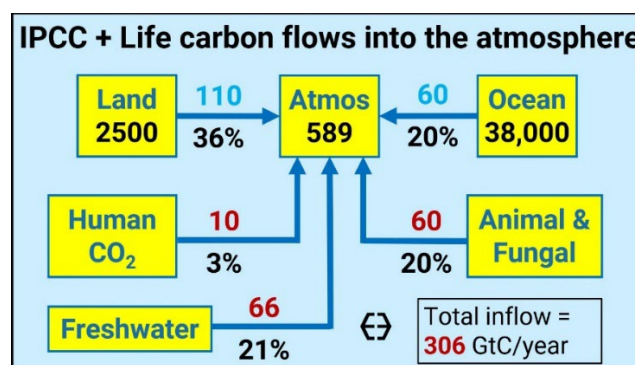 IPCC + Life carbon flows into the atmosphere
Land
2500
110
36%
Atmos
589
60
20%
Ocean
38,000
Human
CO₂
10
3%
60
20%
Animal &
Fungal
Freshwater
66
21%
Total inflow =
306 GtC/year